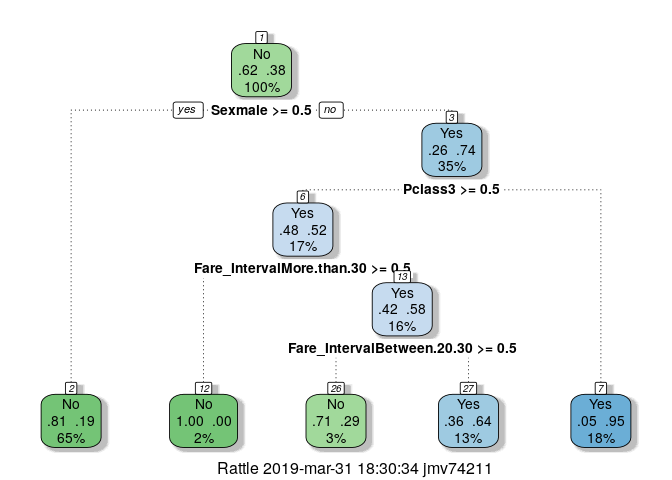 1
No
.62 .38
100%
yes Sexmale >= 0.5 no
3
Yes
.26 .74
35%
Pclass3 >= 0.5
6
Yes
.48 .52
17%
Fare_IntervalMore.than.30 >= 0.5
13
Yes
.42 .58
16%
Fare_IntervalBetween.20.30 >= 0.5
2
No
.81 .19
65%
12
No
1.00 .00
2%
26
No
.71 .29
3%
27
Yes
.36 .64
13%
7
Yes
.05 .95
18%
Rattle 2019-mar-31 18:30:34 jmv74211